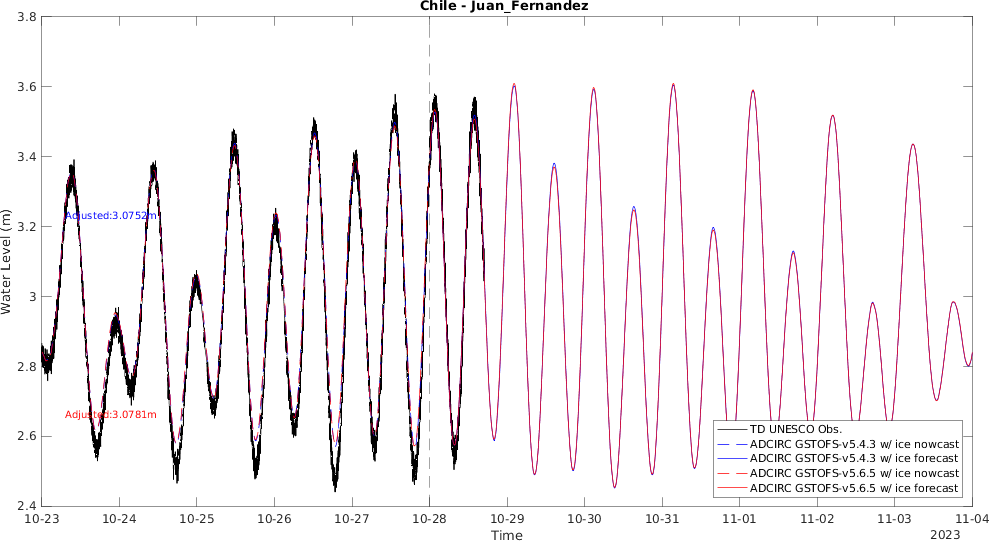 Chile - Juan_Fernandez
3.8
3.6
3.4
3.2
3
2.8
2.6
2.4
Water Level (m)
Adjusted:3.0752m
Adjusted:3.0781m
TD UNESCO Obs.
ADCIRC GSTOFS-v5.4.3 w/ ice nowcast
ADCIRC GSTOFS-v5.4.3 w/ ice forecast
ADCIRC GSTOFS-v5.6.5 w/ ice nowcast
ADCIRC GSTOFS-v5.6.5 w/ ice forecast
10-23 10-24 10-25 10-26 10-27 10-28 10-29 10-30 10-31 11-01 11-02 11-03 11-04
Time
2023